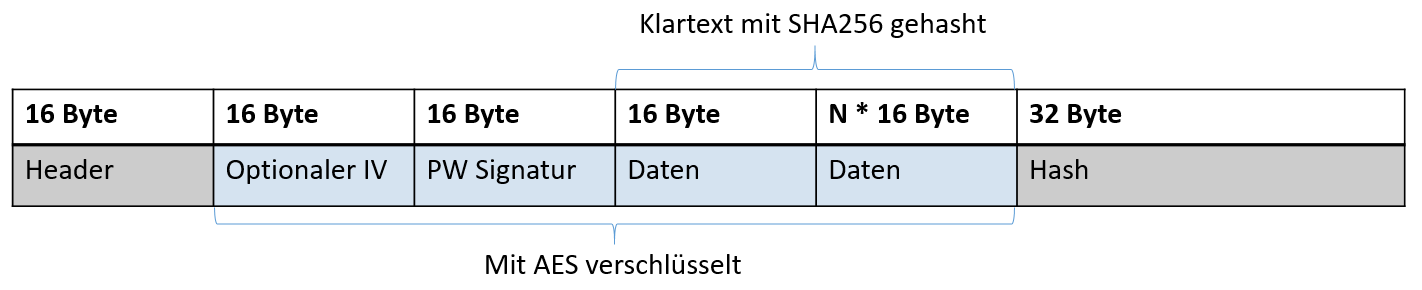 Klartext mit SHA256 gehasht
16 Byte 16 Byte 16 Byte 16 Byte N * 16 Byte 32 Byte
Header Optionaler IV PW Signatur Daten Daten Hash
Mit AES verschlüsselt